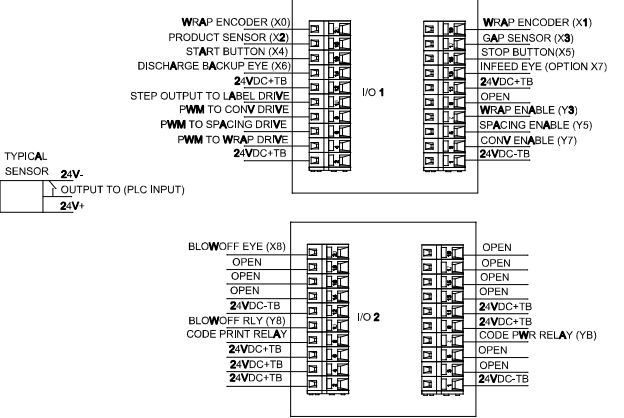 WRAP ENCODER (X0)
PRODUCT SENSOR (X2)
START BUTTON (X4)
DISCHARGE BACKUP EYE (X6)
24VDC+TB
STEP OUTPUT TO LABEL DRIVE
PWM TO CONV DRIVE
PWM TO SPACING DRIVE
PWM TO WRAP DRIVE
24VDC+TB
I/O 1
WRAP ENCODER (X1)
GAP SENSOR (X3)
STOP BUTTON(X5)
INFEED EYE (OPTION X7)
24VDC+TB
OPEN
WRAP ENABLE (Y3)
SPACING ENABLE (Y5)
CONV ENABLE (Y7)
24VDC-TB
TYPICAL
SENSOR
24V-
OUTPUT TO (PLC INPUT)
24V+
BLOWOFF EYE (X8)
OPEN
OPEN
OPEN
24VDC-TB
BLOWOFF RLY (Y8)
CODE PRINT RELAY
24VDC+TB
24VDC+TB
24VDC+TB
I/O 2
OPEN
OPEN
OPEN
OPEN
24VDC+TB
24VDC+TB
CODE PWR RELAY (YB)
OPEN
OPEN
24VDC-TB